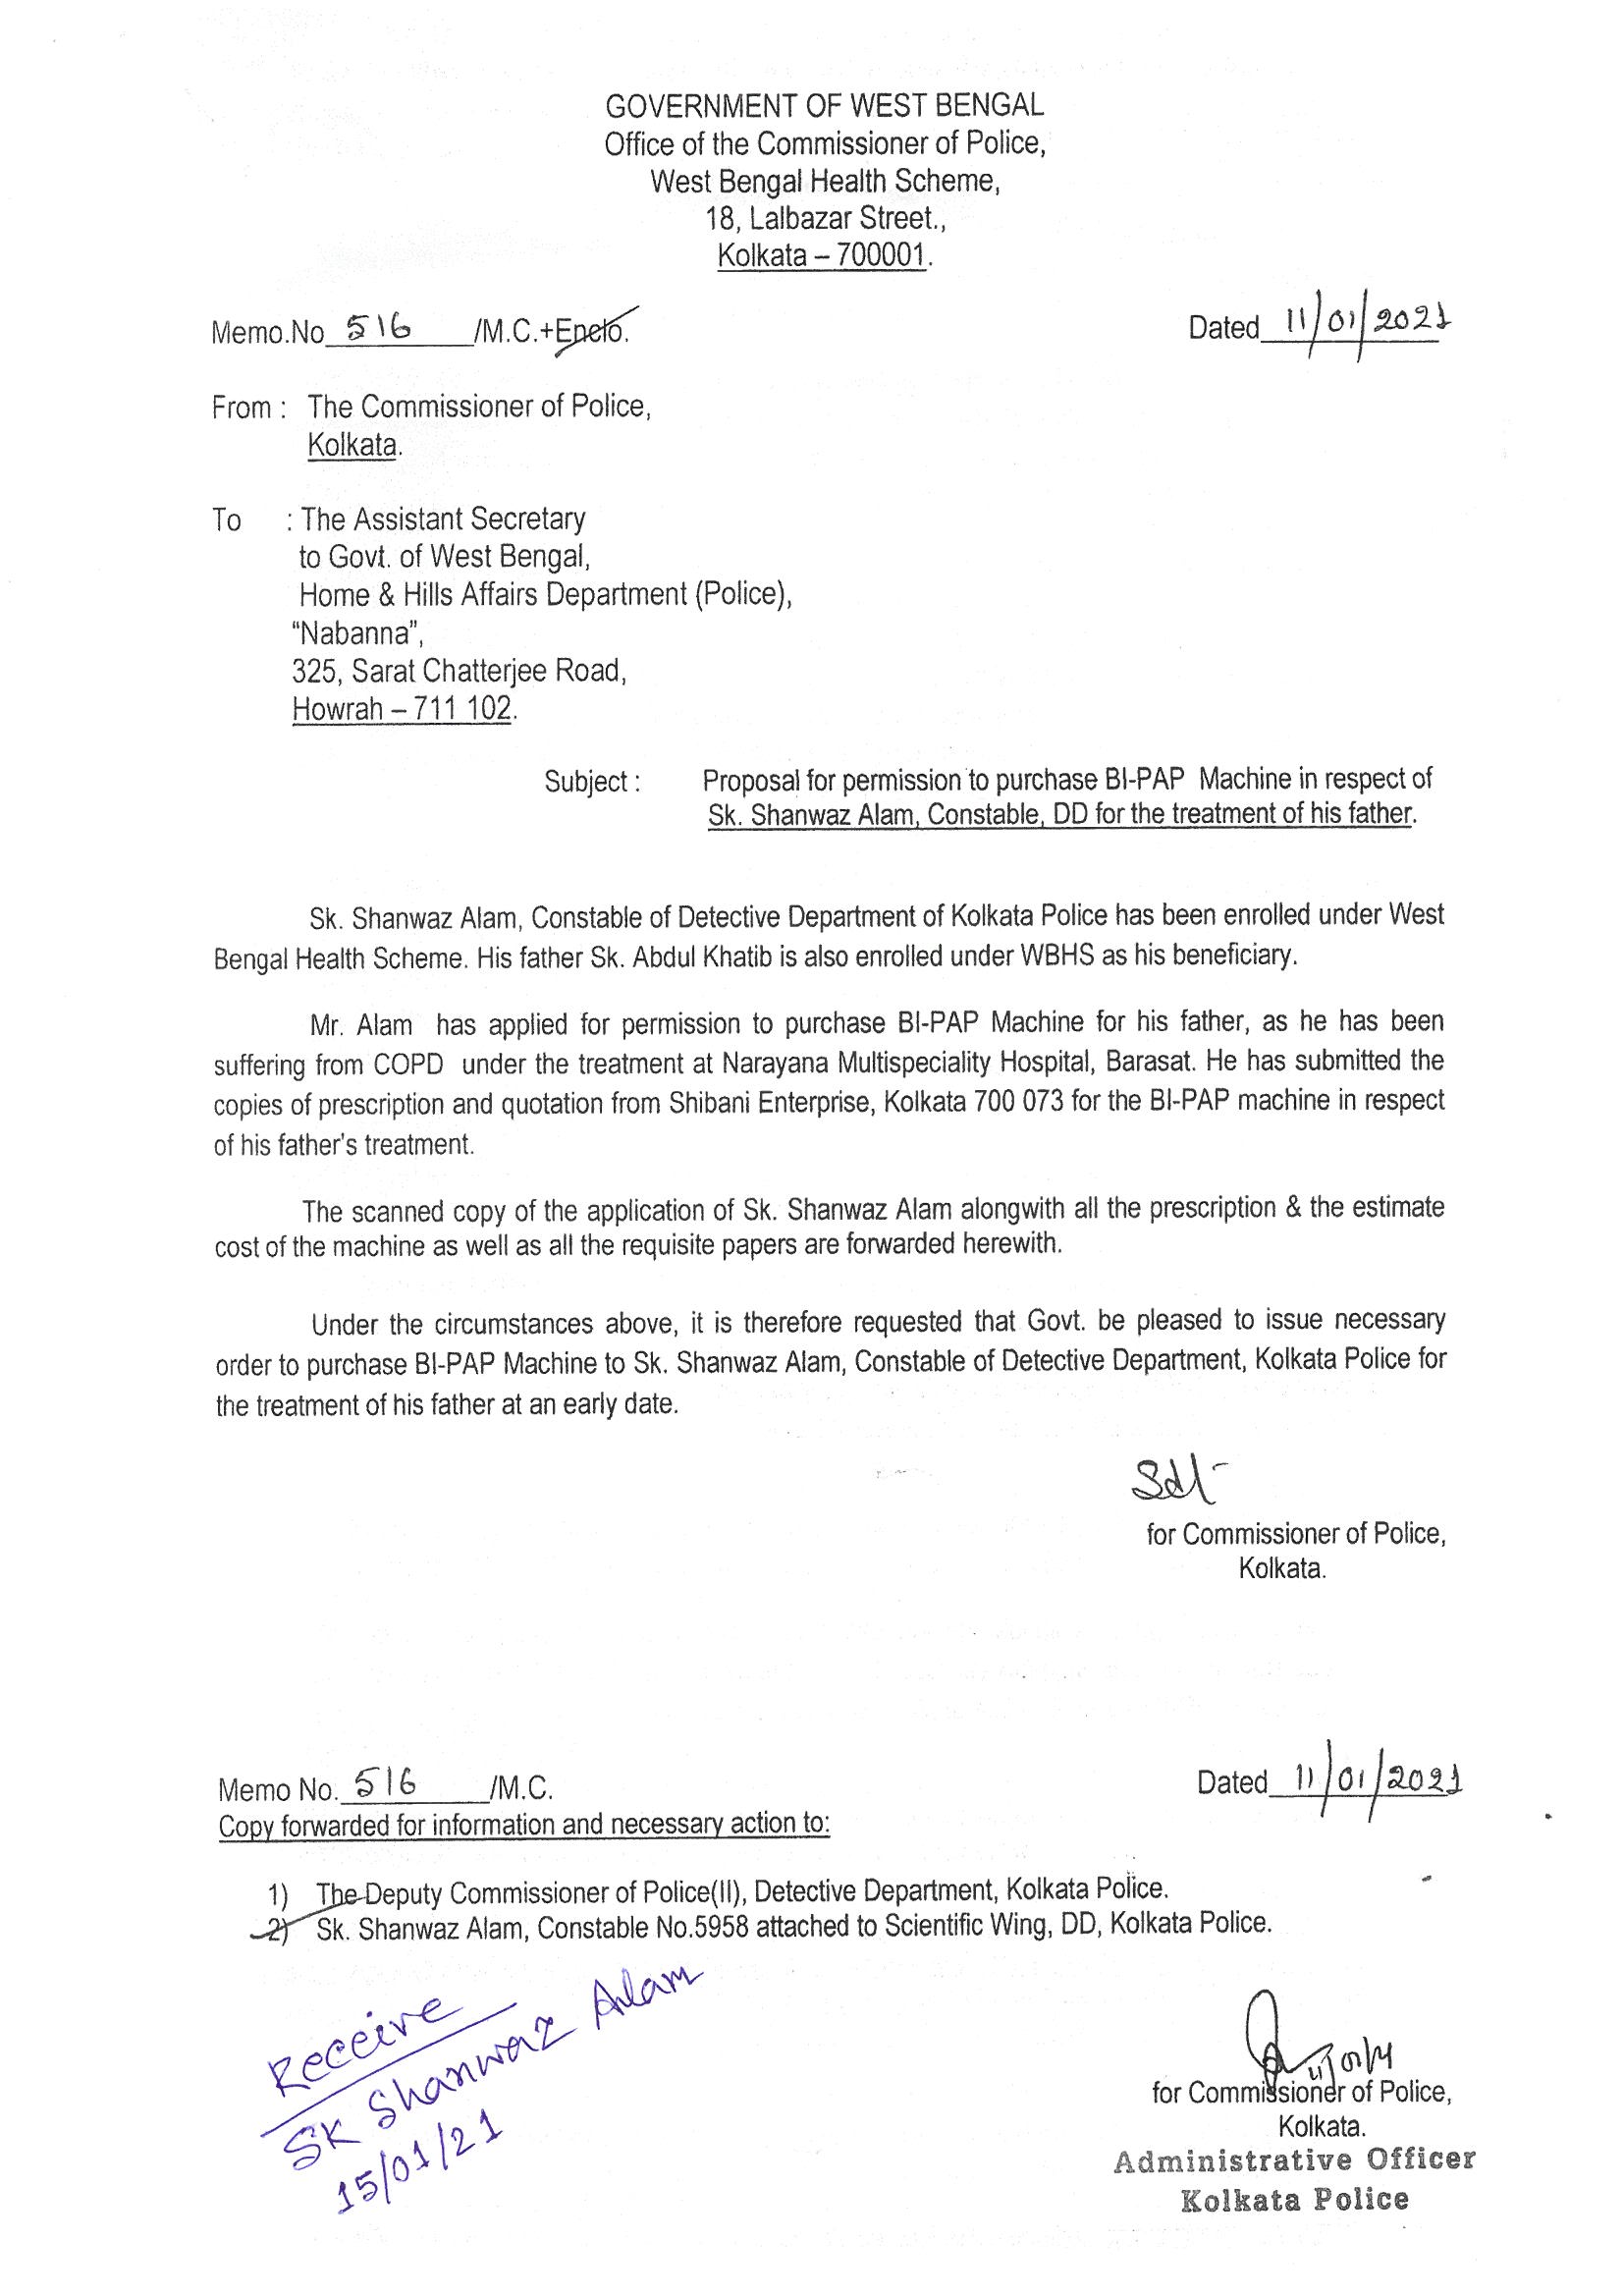 GOVERNMENT OF WEST BENGAL
Office of the Commissioner of Police,
West Bengal Health Scheme,
18, Lalbazar Street.,
Kolkata – 700001.
Memo.No 516 /M.C.+Enclo. Dated 11/01/2021
From : The Commissioner of Police,
Kolkata.
To : The Assistant Secretary
to Govt. of West Bengal,
Home & Hills Affairs Department (Police),
“Nabanna”,
325, Sarat Chatterjee Road,
Howrah – 711 102.
Subject : Proposal for permission to purchase BI-PAP Machine in respect of
Sk. Shanwaz Alam, Constable, DD for the treatment of his father.
Sk. Shanwaz Alam, Constable of Detective Department of Kolkata Police has been enrolled under West
Bengal Health Scheme. His father Sk. Abdul Khatib is also enrolled under WBHS as his beneficiary.
Mr. Alam has applied for permission to purchase BI-PAP Machine for his father, as he has been
suffering from COPD under the treatment at Narayana Multispeciality Hospital, Barasat. He has submitted the
copies of prescription and quotation from Shibani Enterprise, Kolkata 700 073 for the BI-PAP machine in respect
of his father's treatment.
The scanned copy of the application of Sk. Shanwaz Alam alongwith all the prescription & the estimate
cost of the machine as well as all the requisite papers are forwarded herewith.
Under the circumstances above, it is therefore requested that Govt. be pleased to issue necessary
order to purchase BI-PAP Machine to Sk. Shanwaz Alam, Constable of Detective Department, Kolkata Police for
the treatment of his father at an early date.
Sd/-
for Commissioner of Police,
Kolkata.
Memo No. 516 /M.C. Dated 11/01/2021
Copy forwarded for information and necessary action to:
1) The Deputy Commissioner of Police(II), Detective Department, Kolkata Police.
2) Sk. Shanwaz Alam, Constable No.5958 attached to Scientific Wing, DD, Kolkata Police.
Receive
SK Shanwaz Alam
15/01/21
for Commissioner of Police,
Kolkata.
Administrative Officer
Kolkata Police